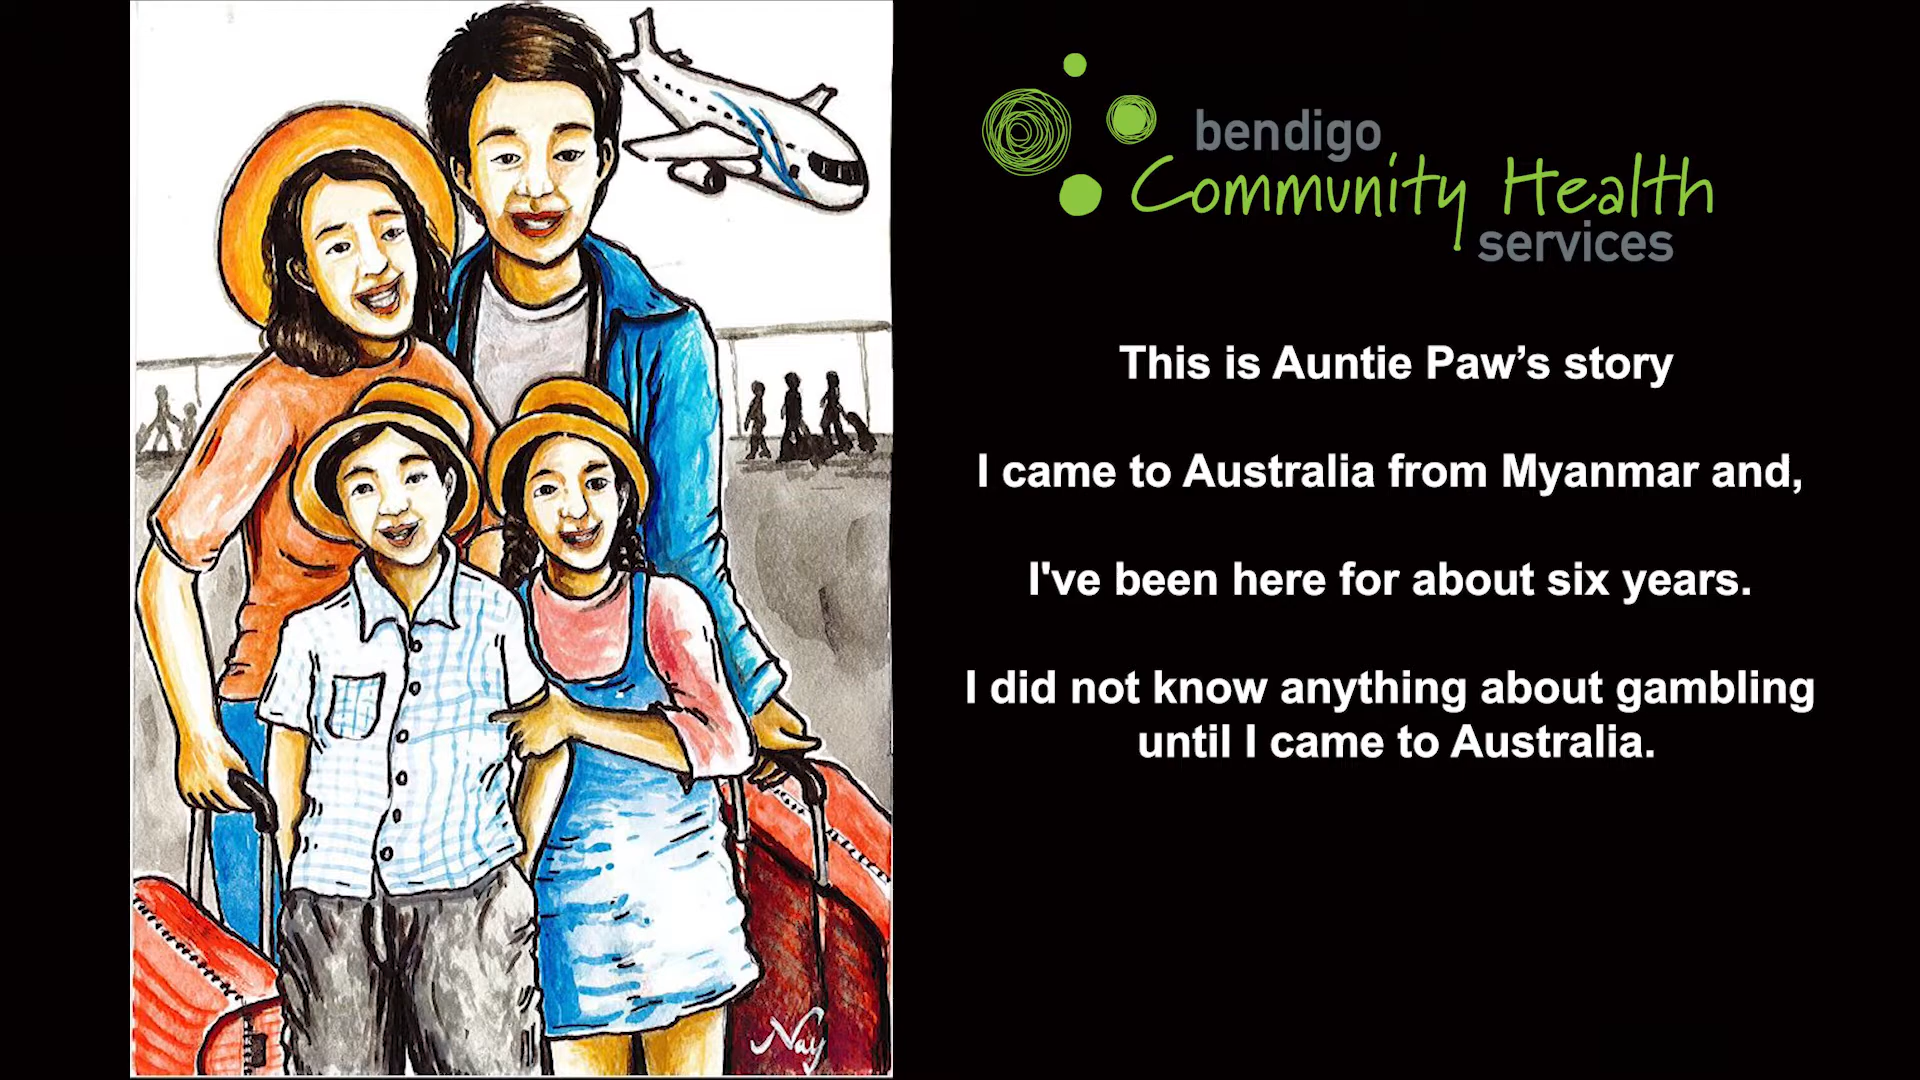 bendigo
Community Health
services
This is Auntie Paw’s story
I came to Australia from Myanmar and,
I've been here for about six years.
I did not know anything about gambling
until I came to Australia.
Nay